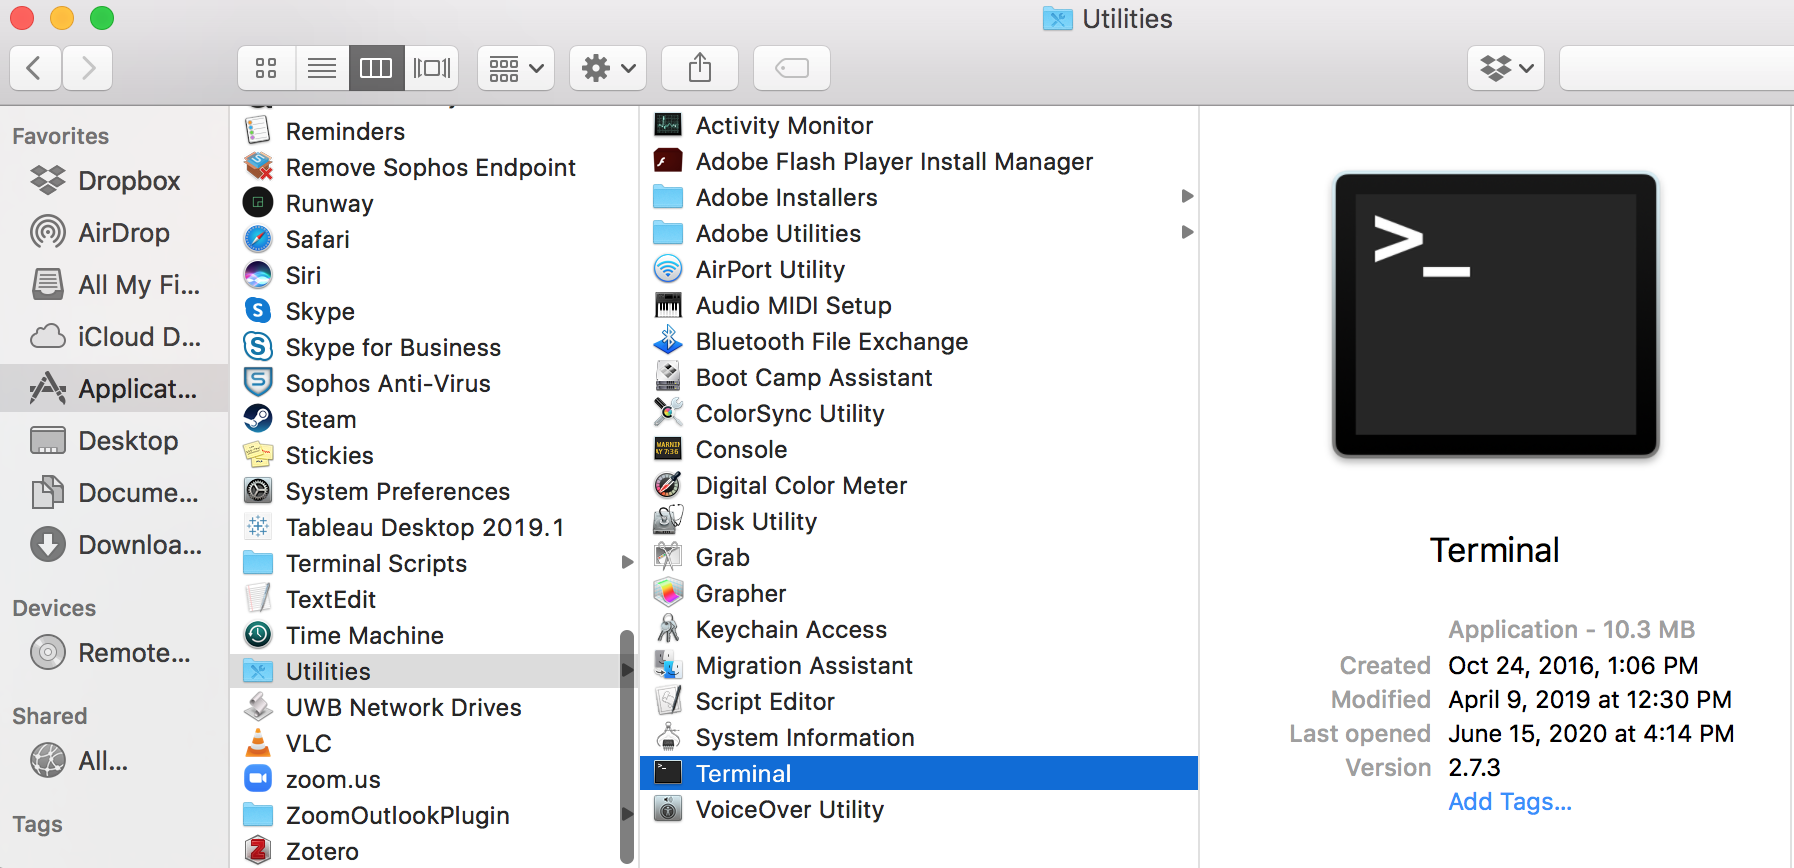 Utilities
Favorites
Dropbox
AirDrop
All My Fi...
iCloud D...
Applicat...
Desktop
Docume...
Downloa...
Devices
Remote...
Shared
All...
Tags
Reminders
Remove Sophos Endpoint
Runway
Safari
Siri
Skype
Skype for Business
Sophos Anti-Virus
Steam
Stickies
System Preferences
Tableau Desktop 2019.1
Terminal Scripts
TextEdit
Time Machine
Utilities
UWB Network Drives
VLC
zoom.us
ZoomOutlookPlugin
Zotero
Activity Monitor
Adobe Flash Player Install Manager
Adobe Installers
Adobe Utilities
AirPort Utility
Audio MIDI Setup
Bluetooth File Exchange
Boot Camp Assistant
ColorSync Utility
Console
Digital Color Meter
Disk Utility
Grab
Grapher
Keychain Access
Migration Assistant
Script Editor
System Information
Terminal
VoiceOver Utility
>_
Terminal
Application - 10.3 MB
Created Oct 24, 2016, 1:06 PM
Modified April 9, 2019 at 12:30 PM
Last opened June 15, 2020 at 4:14 PM
Version 2.7.3
Add Tags...